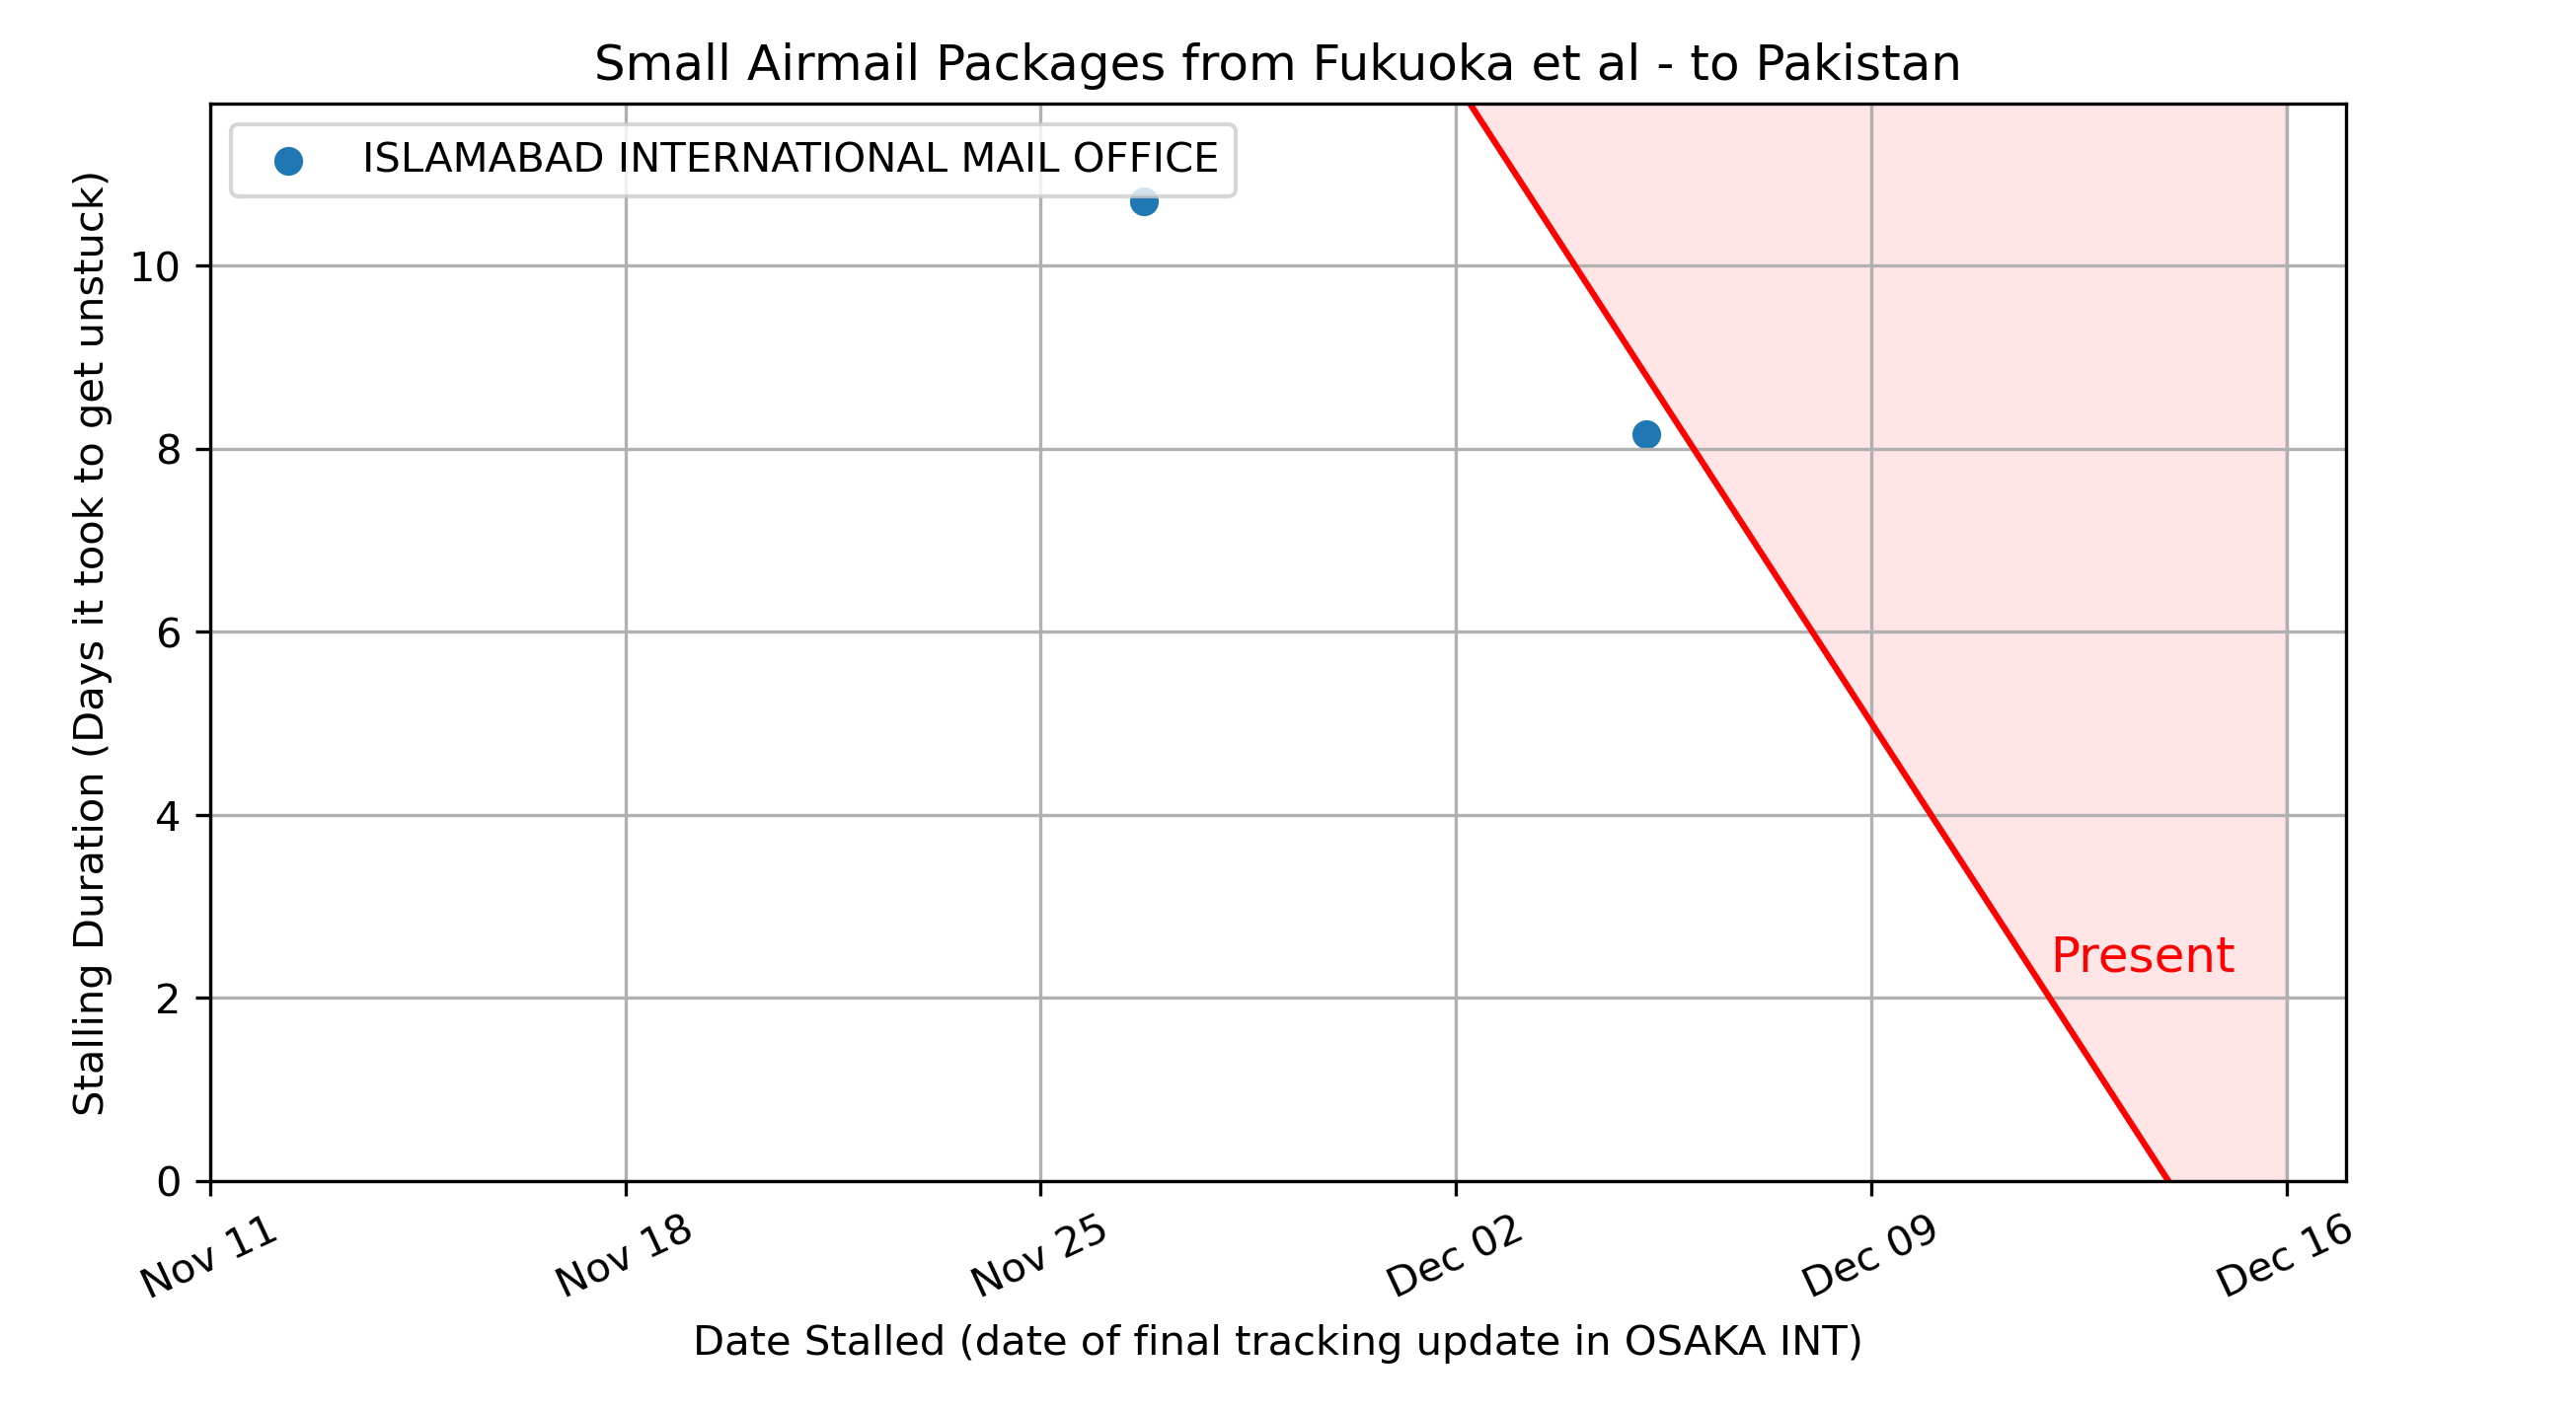 Small Airmail Packages from Fukuoka et al - to Pakistan
ISLAMABAD INTERNATIONAL MAIL OFFICE
Stalling Duration (Days it took to get unstuck)
10
8
6
4
2
0
Present
Nov 11
Nov 18
Nov 25
Dec 02
Dec 09
Dec 16
Date Stalled (date of final tracking update in OSAKA INT)